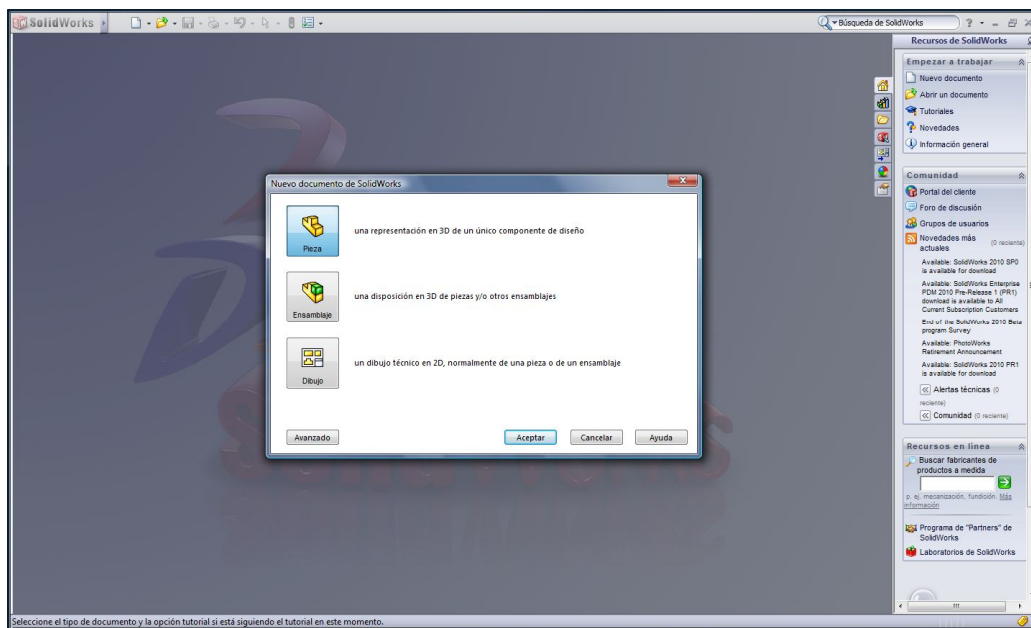 SolidWorks
Búsqueda de SolidWorks
Recursos de SolidWorks
Empezar a trabajar
Nuevo documento
Abrir un documento
Tutoriales
Novedades
Información general
Comunidad
Portal del cliente
Foro de discusión
Grupos de usuarios
Novedades más
actuales
(0 reciente)
Available: SolidWorks 2010 SP0
is available for download
Available: SolidWorks Enterprise
PDM 2010 Pre-Release 1 (PR1)
download is available to All
Current Subscription Customers
End of the SolidWorks 2010 Beta
program Survey
Available: PhotoWorks
Retirement Announcement
Available: SolidWorks 2010 PR1
is available for download
Alertas técnicas (0
reciente)
Comunidad (0 reciente)
Recursos en línea
Buscar fabricantes de
productos a medida
p. ej. mecanización, fundición. Más
información
Programa de "Partners" de
SolidWorks
Laboratorios de SolidWorks
Nuevo documento de SolidWorks
Pieza
una representación en 3D de un único componente de diseño
Ensamblaje
una disposición en 3D de piezas y/o otros ensamblajes
Dibujo
un dibujo técnico en 2D, normalmente de una pieza o de un ensamblaje
Avanzado
Aceptar
Cancelar
Ayuda
SolidWorks
Seleccione el tipo de documento y la opción tutorial si está siguiendo el tutorial en este momento.